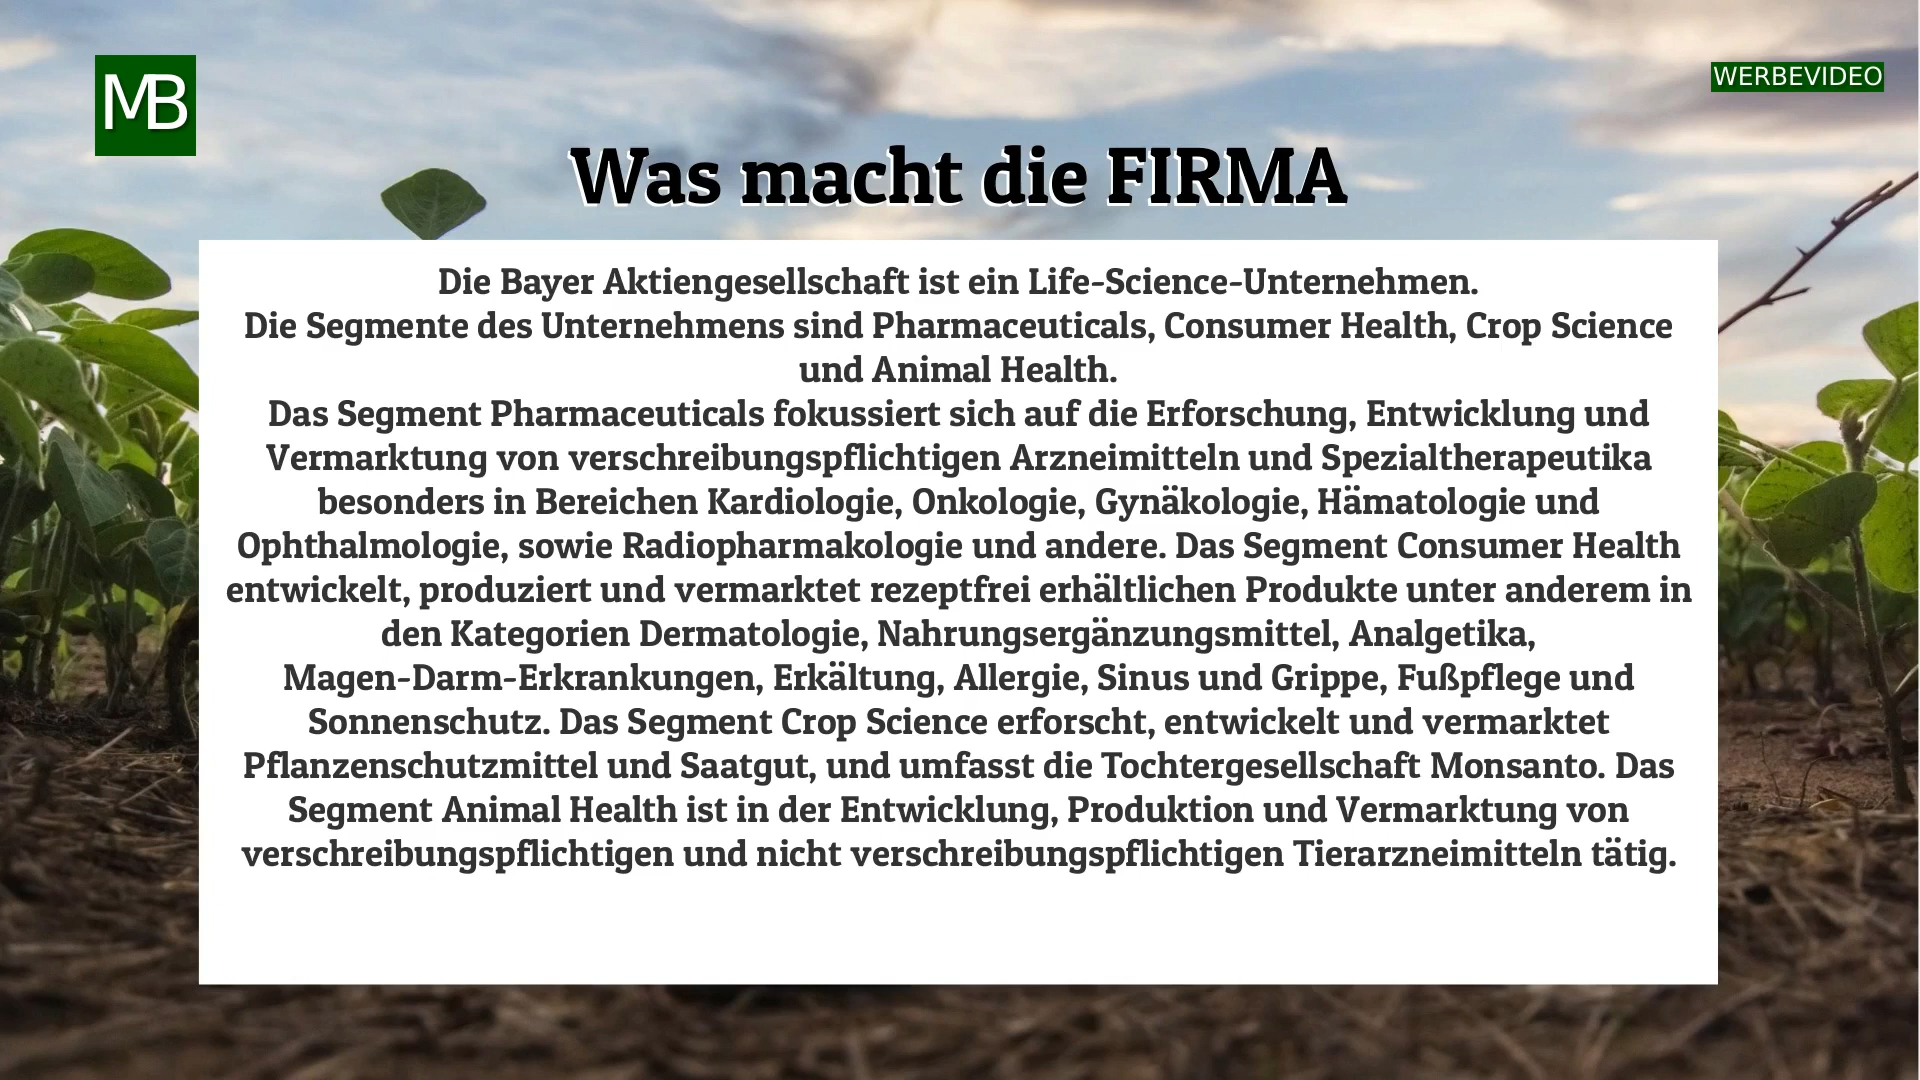 MB
WERBEVIDEO
Was macht die FIRMA
Die Bayer Aktiengesellschaft ist ein Life-Science-Unternehmen.
Die Segmente des Unternehmens sind Pharmaceuticals, Consumer Health, Crop Science
und Animal Health.
Das Segment Pharmaceuticals fokussiert sich auf die Erforschung, Entwicklung und
Vermarktung von verschreibungspflichtigen Arzneimitteln und Spezialtherapeutika
besonders in Bereichen Kardiologie, Onkologie, Gynäkologie, Hämatologie und
Ophthalmologie, sowie Radiopharmakologie und andere. Das Segment Consumer Health
entwickelt, produziert und vermarktet rezeptfrei erhältlichen Produkte unter anderem in
den Kategorien Dermatologie, Nahrungsergänzungsmittel, Analgetika,
Magen-Darm-Erkrankungen, Erkältung, Allergie, Sinus und Grippe, Fußpflege und
Sonnenschutz. Das Segment Crop Science erforscht, entwickelt und vermarktet
Pflanzenschutzmittel und Saatgut, und umfasst die Tochtergesellschaft Monsanto. Das
Segment Animal Health ist in der Entwicklung, Produktion und Vermarktung von
verschreibungspflichtigen und nicht verschreibungspflichtigen Tierarzneimitteln tätig.